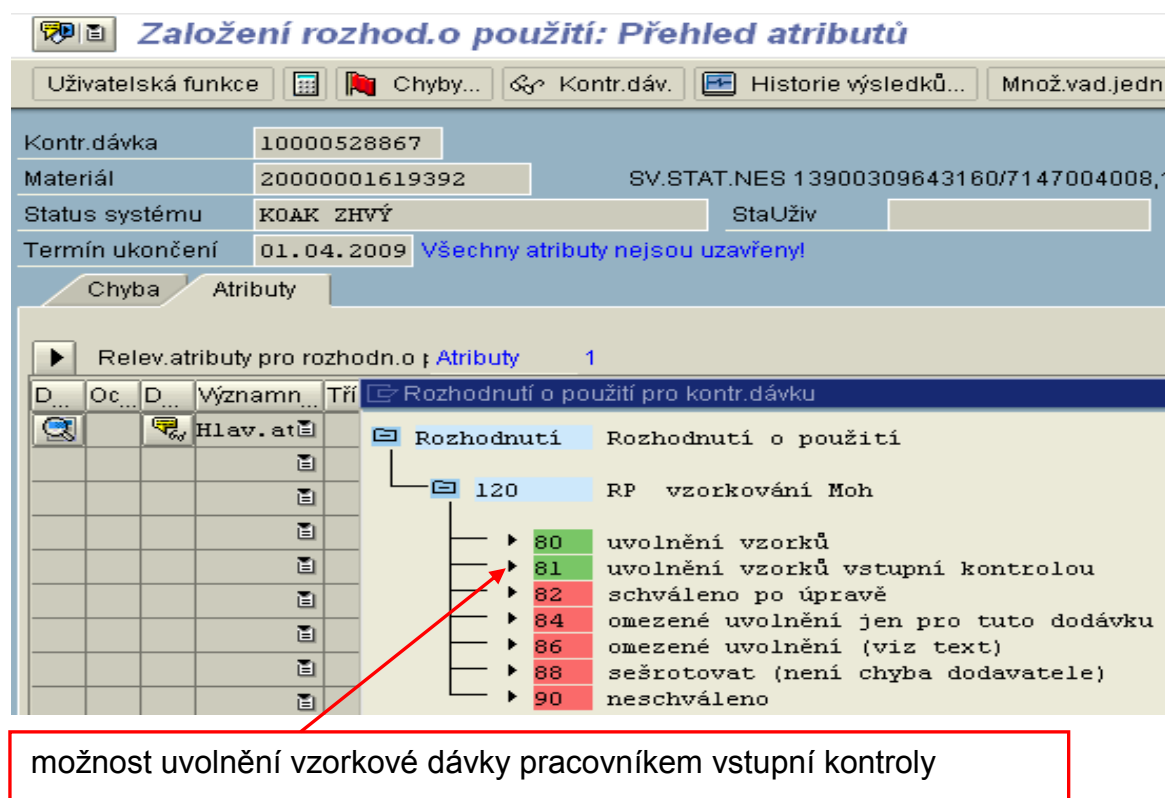 Založení rozhod.o použití: Přehled atributů
Uživatelská funkce Chyby... Kontr.dáv. Historie výsledků... Množ.vad.jedn
Kontr.dávka 10000528867
Materiál 20000001619392 SV.STAT.NES 13900309643160/7147004008,
Status systému KOAK ZHVÝ StaUživ
Termín ukončení 01.04.2009 Všechny atributy nejsou uzavřeny!
Chyba Atributy
Relev.atributy pro rozhodn.o p Atributy 1
D... Oc... D... Významn... Tří Rozhodnutí o použití pro kontr.dávku
Hlav.at
Rozhodnutí Rozhodnutí o použití
120 RP vzorkování Moh
80 uvolnění vzorků
81 uvolnění vzorků vstupní kontrolou
82 schváleno po úpravě
84 omezené uvolnění jen pro tuto dodávku
86 omezené uvolnění (viz text)
88 sešrotovat (není chyba dodavatele)
90 neschváleno
možnost uvolnění vzorkové dávky pracovníkem vstupní kontroly